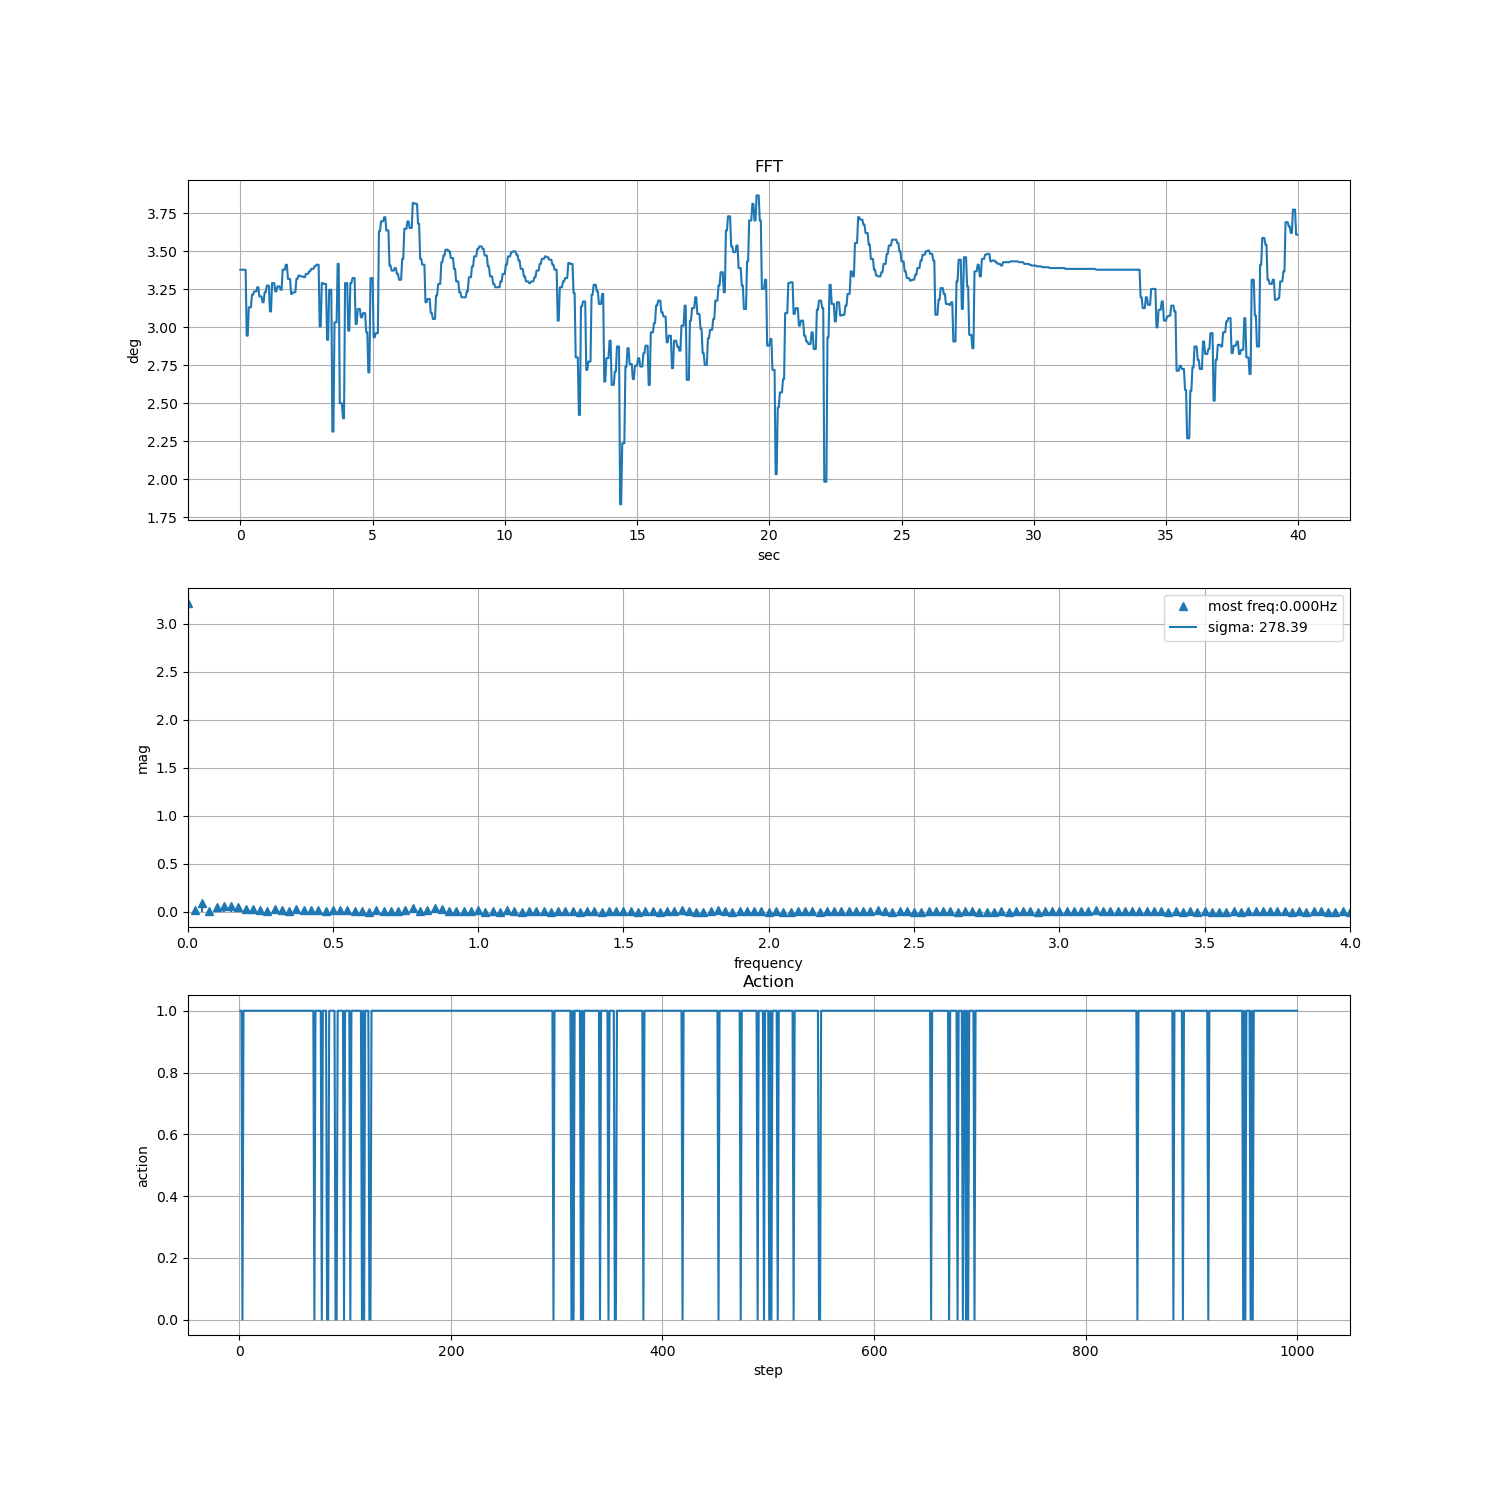 FFT
3.75
3.50
3.25
3.00
2.75
2.50
2.25
2.00
1.75
deg
0 5 10 15 20 25 30 35 40
sec
most freq:0.000Hz
sigma: 278.39
3.0
2.5
2.0
1.5
1.0
0.5
0.0
mag
0.0 0.5 1.0 1.5 2.0 2.5 3.0 3.5 4.0
frequency
Action
1.0
0.8
0.6
0.4
0.2
0.0
action
0 200 400 600 800 1000
step